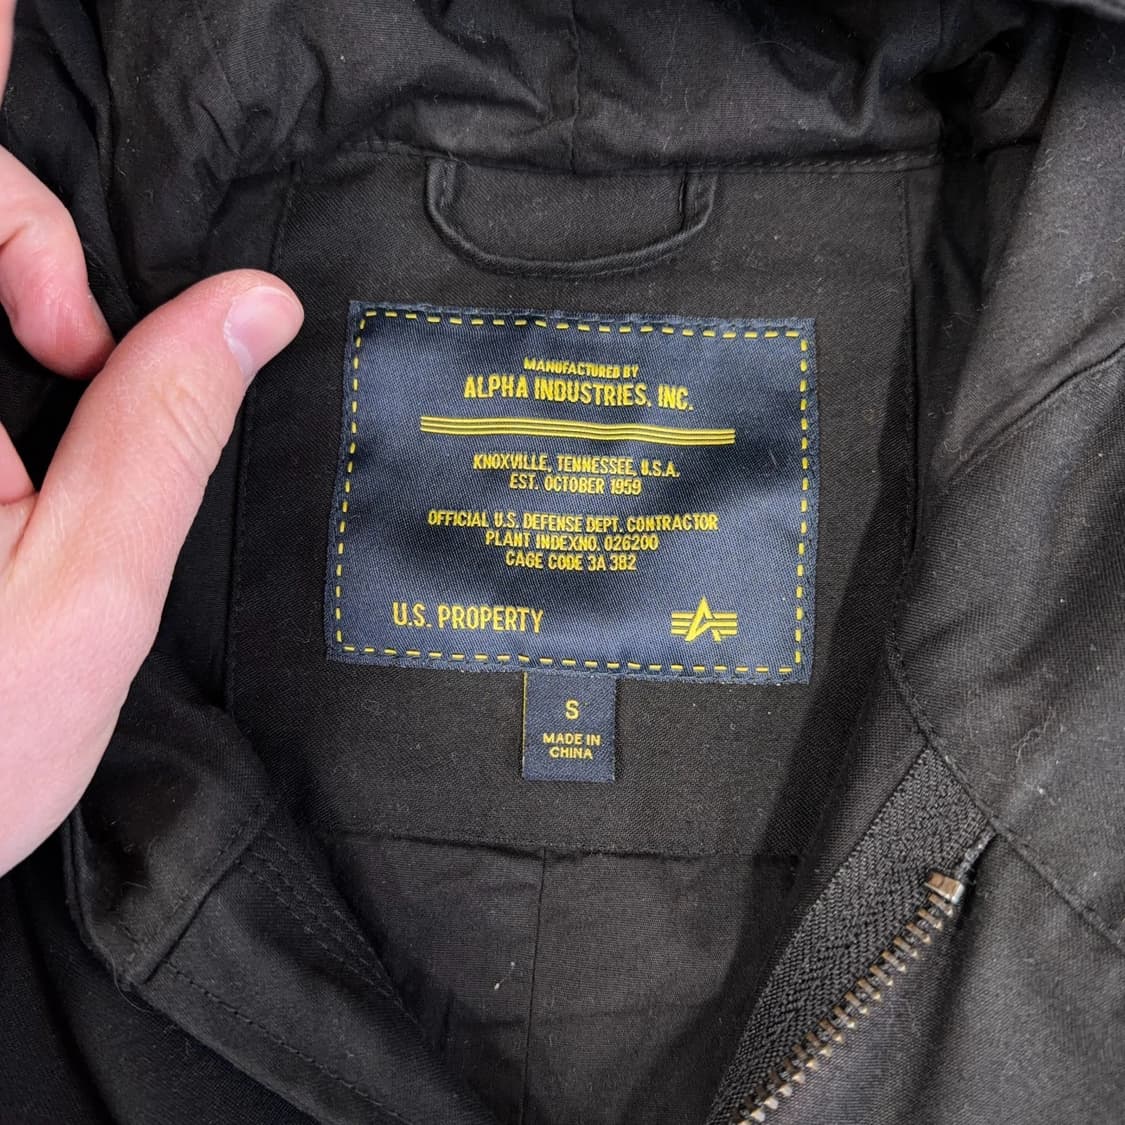 MANUFACTURED BY
ALPHA INDUSTRIES, INC.
KNOXVILLE, TENNESSEE, U.S.A.
EST. OCTOBER 1959
OFFICIAL U.S. DEFENSE DEPT. CONTRACTOR
PLANT INDEXNO. 026200
CAGE CODE 3A 382
U.S. PROPERTY
S
MADE IN
CHINA